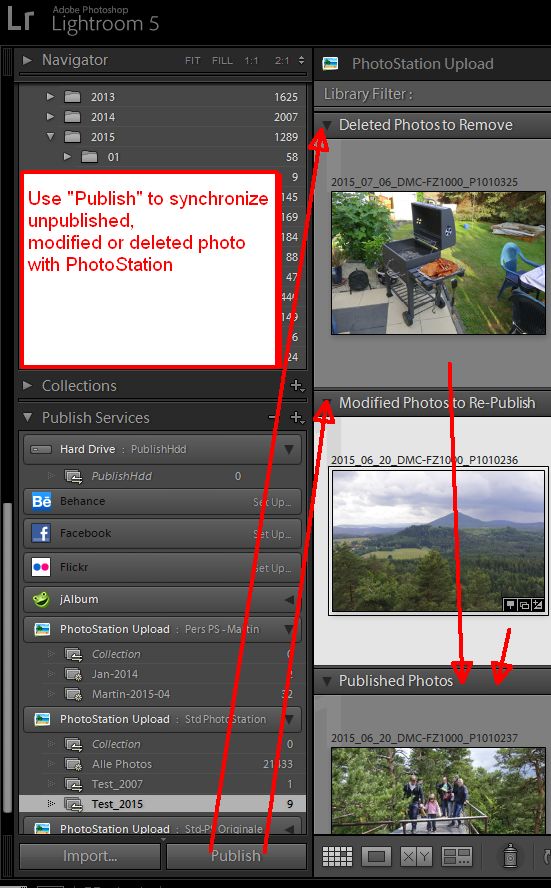 Lr
Adobe Photoshop
Lightroom 5
Navigator FIT FILL 1:1 2:1
2013 1625
2014 2007
2015 1289
01 58
9
145
169
184
94
88
47
149
6
24
Use "Publish" to synchronize
unpublished,
modified or deleted photo
with PhotoStation
Collections
Publish Services
Hard Drive : PublishHdd
PublishHdd 0
Bē Behance Set Up...
f Facebook Set Up...
Flickr Set Up...
jAlbum
PhotoStation Upload : Pers PS - Martin
Collection 0
Jan-2014
Martin-2015-04 32
PhotoStation Upload : Std PhotoStation
Collection 0
Alle Photos
Test_2007 1
Test_2015 9
PhotoStation Upload : Std-PS Originale
Import... Publish
PhotoStation Upload
Library Filter :
Deleted Photos to Remove
2015_07_06_DMC-FZ1000_P1010325
Modified Photos to Re-Publish
2015_06_20_DMC-FZ1000_P1010236
Published Photos
2015_06_20_DMC-FZ1000_P1010237
XY